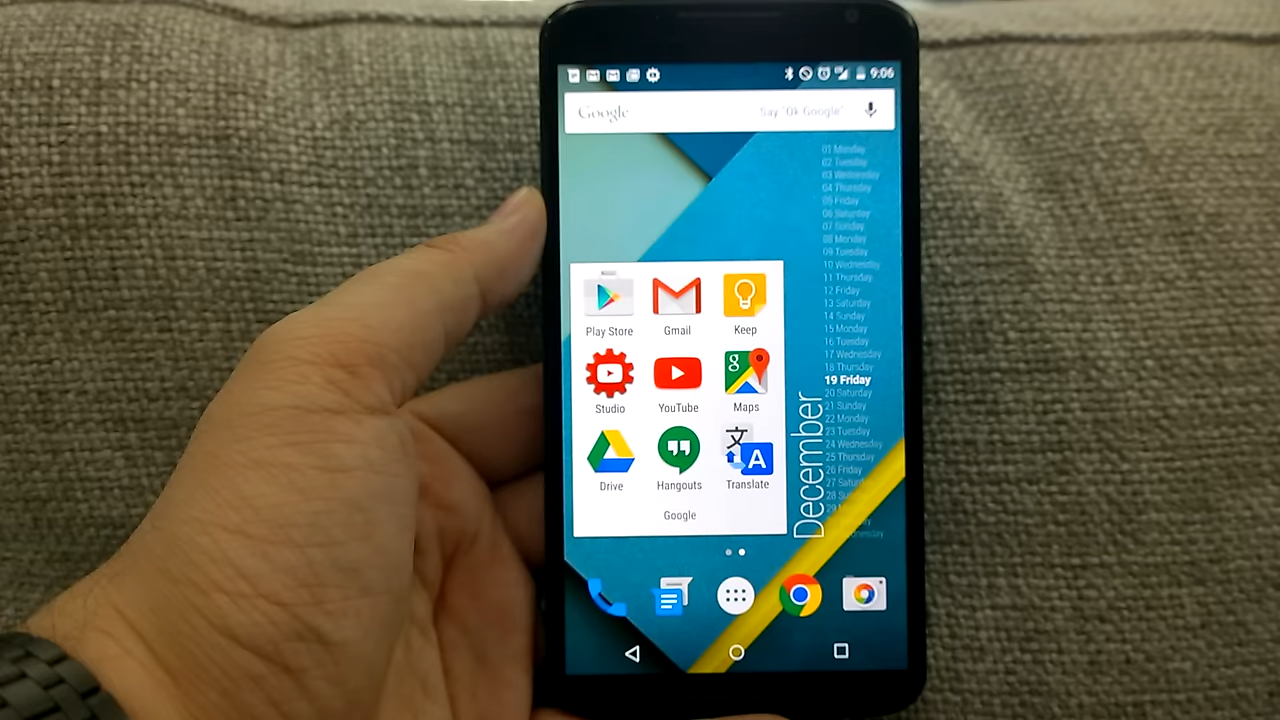 9:06
Google Say "Ok Google"
01 Monday
02 Tuesday
03 Wednesday
04 Thursday
05 Friday
06 Saturday
07 Sunday
08 Monday
09 Tuesday
10 Wednesday
11 Thursday
12 Friday
13 Saturday
14 Sunday
15 Monday
16 Tuesday
17 Wednesday
18 Thursday
19 Friday
20 Saturday
21 Sunday
22 Monday
23 Tuesday
24 Wednesday
25 Thursday
26 Friday
27 Saturday
28
29
December
Play Store Gmail Keep
g
Studio YouTube Maps
文 A
Drive Hangouts Translate
Google